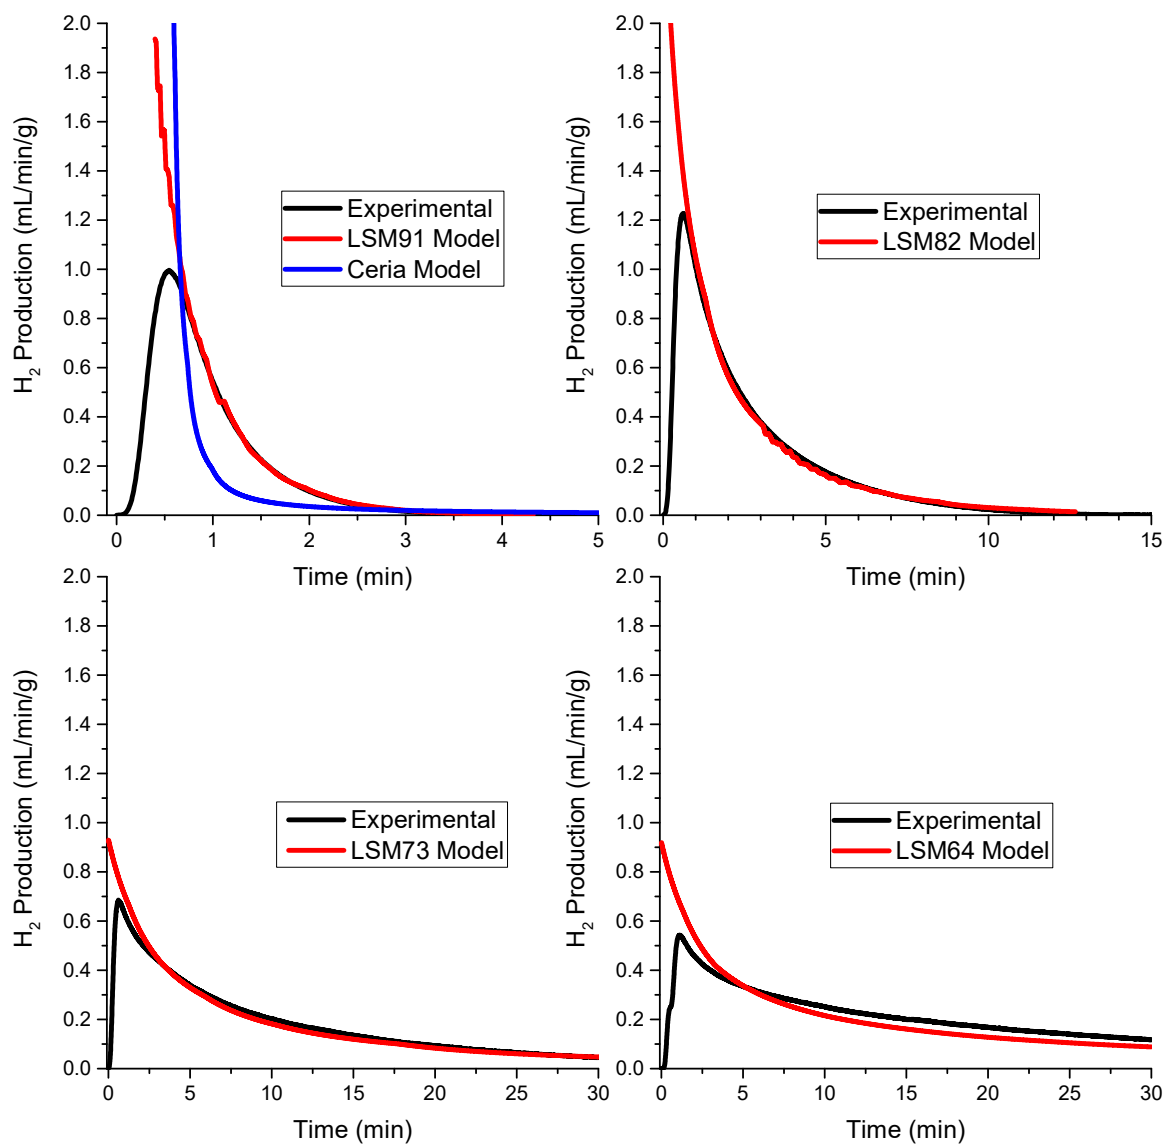 2.0
1.8
1.6
1.4
1.2
1.0
0.8
0.6
0.4
0.2
0.0
H2 Production (mL/min/g)
Experimental
LSM91 Model
Ceria Model
0 1 2 3 4 5
Time (min)
2.0
1.8
1.6
1.4
1.2
1.0
0.8
0.6
0.4
0.2
0.0
H2 Production (mL/min/g)
Experimental
LSM82 Model
0 5 10 15
Time (min)
2.0
1.8
1.6
1.4
1.2
1.0
0.8
0.6
0.4
0.2
0.0
H2 Production (mL/min/g)
Experimental
LSM73 Model
0 5 10 15 20 25 30
Time (min)
2.0
1.8
1.6
1.4
1.2
1.0
0.8
0.6
0.4
0.2
0.0
H2 Production (mL/min/g)
Experimental
LSM64 Model
0 5 10 15 20 25 30
Time (min)